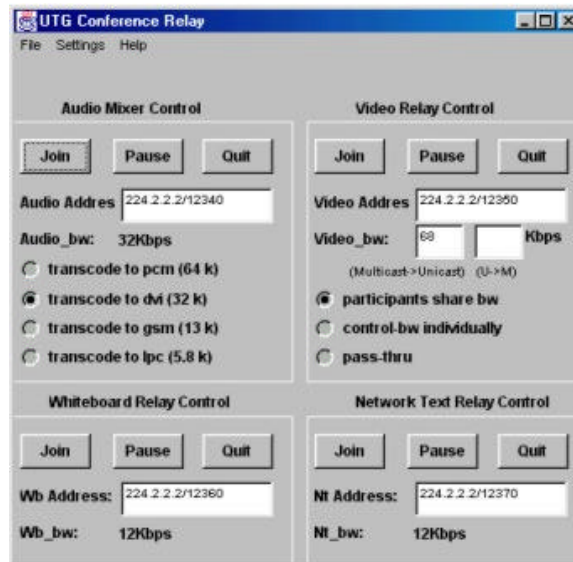 UTG Conference Relay
File Settings Help
Audio Mixer Control
Join Pause Quit
Audio Addres 224.2.2.2/12340
Audio_bw: 32Kbps
transcode to pcm (64 k)
transcode to dvi (32 k)
transcode to gsm (13 k)
transcode to lpc (5.8 k)
Video Relay Control
Join Pause Quit
Video Addres 224.2.2.2/12350
Video_bw: 68 Kbps
(Multicast->Unicast) (U->M)
participants share bw
control-bw individually
pass-thru
Whiteboard Relay Control
Join Pause Quit
Wb Address: 224.2.2.2/12360
Wb_bw: 12Kbps
Network Text Relay Control
Join Pause Quit
Nt Address: 224.2.2.2/12370
Nt_bw: 12Kbps